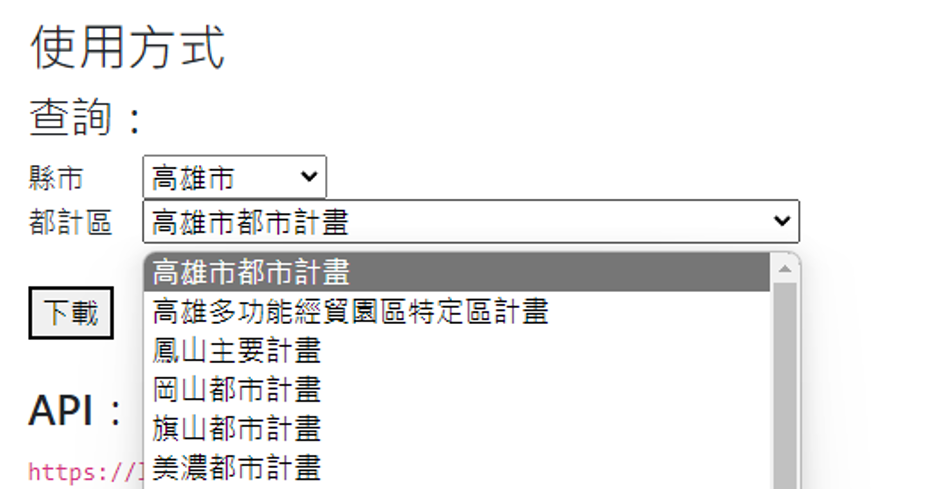 使用方式
查詢：
縣市 高雄市
都計區 高雄市都市計畫
高雄市都市計畫
高雄多功能經貿園區特定區計畫
下載
鳳山主要計畫
岡山都市計畫
API：
旗山都市計畫
https://
美濃都市計畫